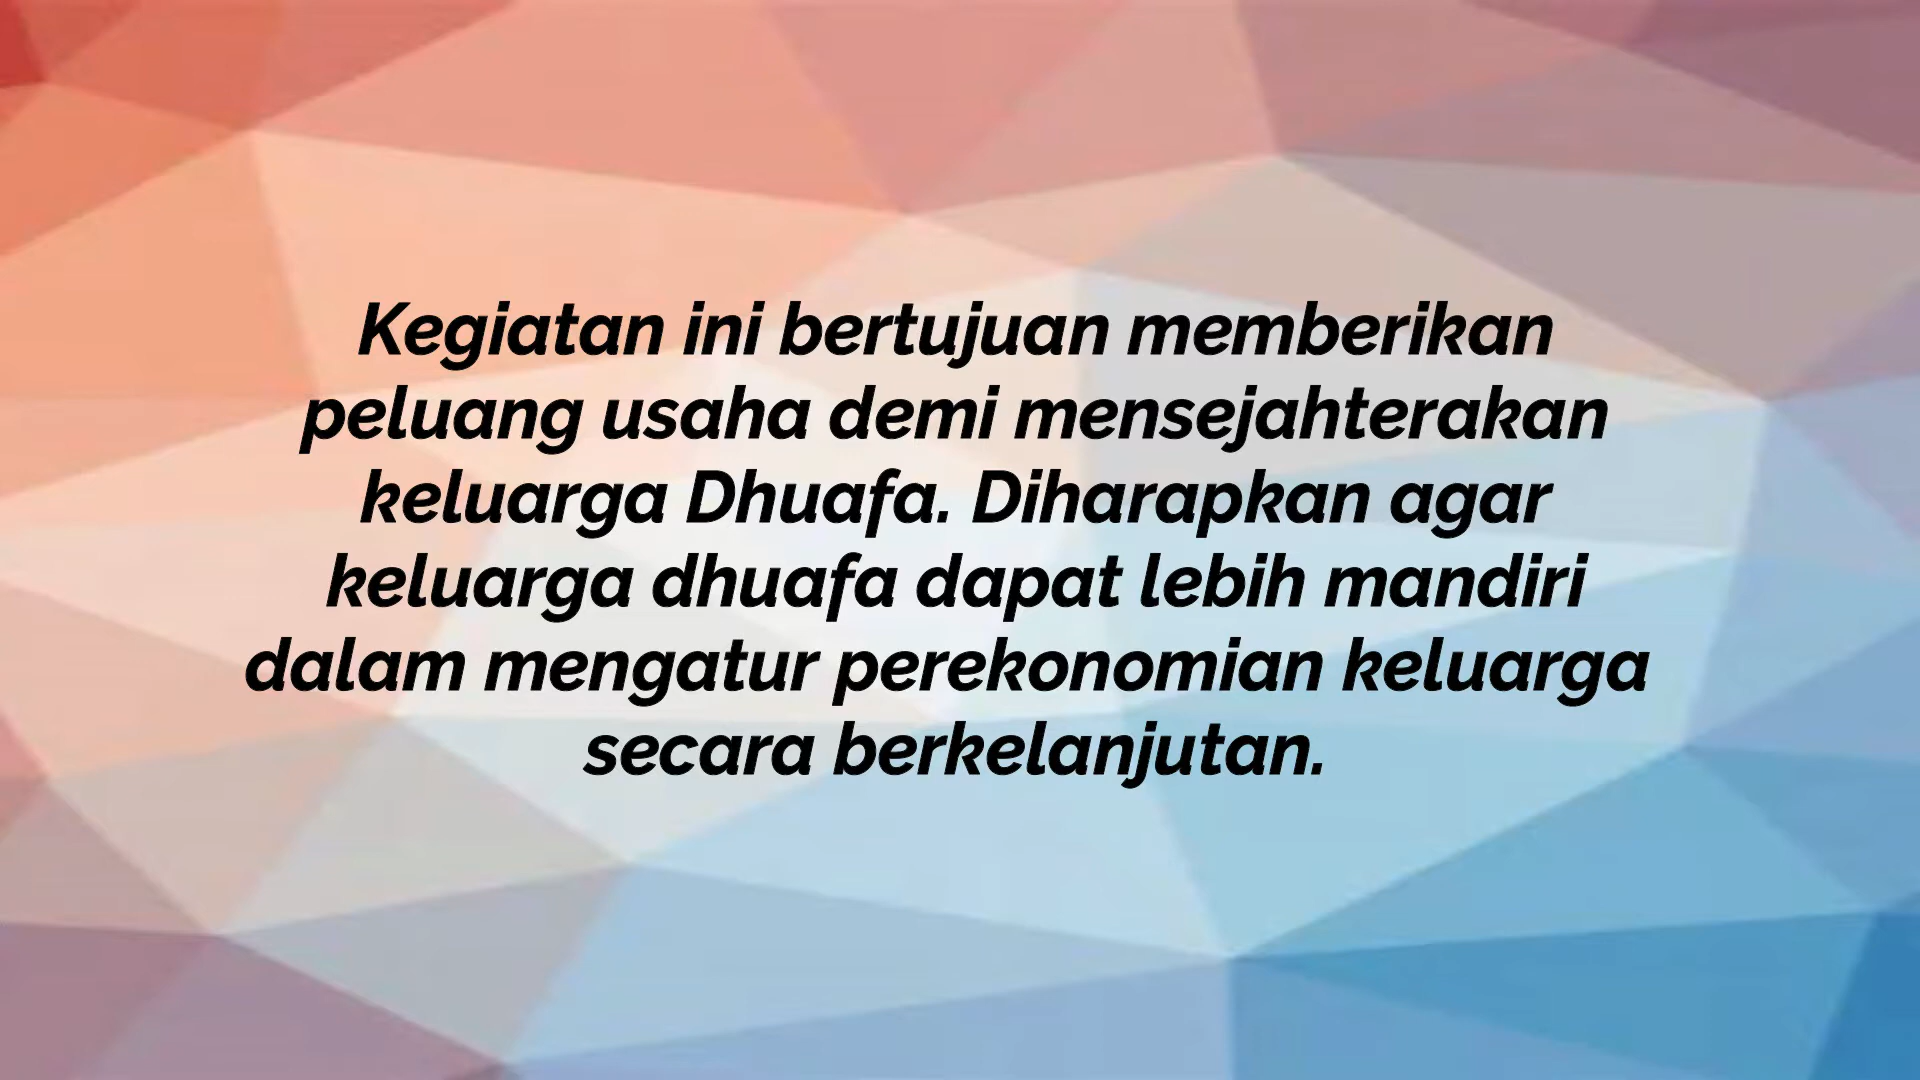 Kegiatan ini bertujuan memberikan
peluang usaha demi mensejahterakan
keluarga Dhuafa. Diharapkan agar
keluarga dhuafa dapat lebih mandiri
dalam mengatur perekonomian keluarga
secara berkelanjutan.